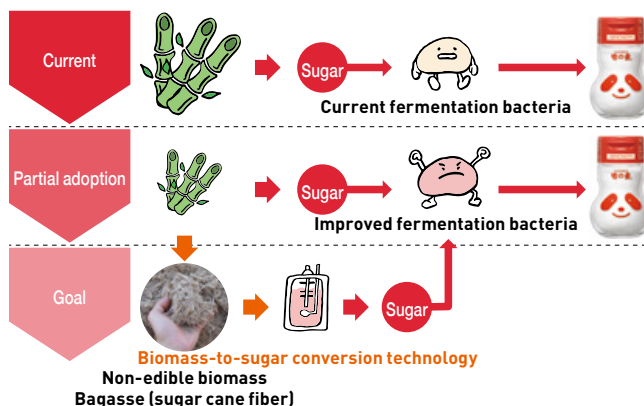 Current
Sugar
Current fermentation bacteria
Partial adoption
Sugar
Improved fermentation bacteria
Goal
Sugar
Biomass-to-sugar conversion technology
Non-edible biomass
Bagasse (sugar cane fiber)